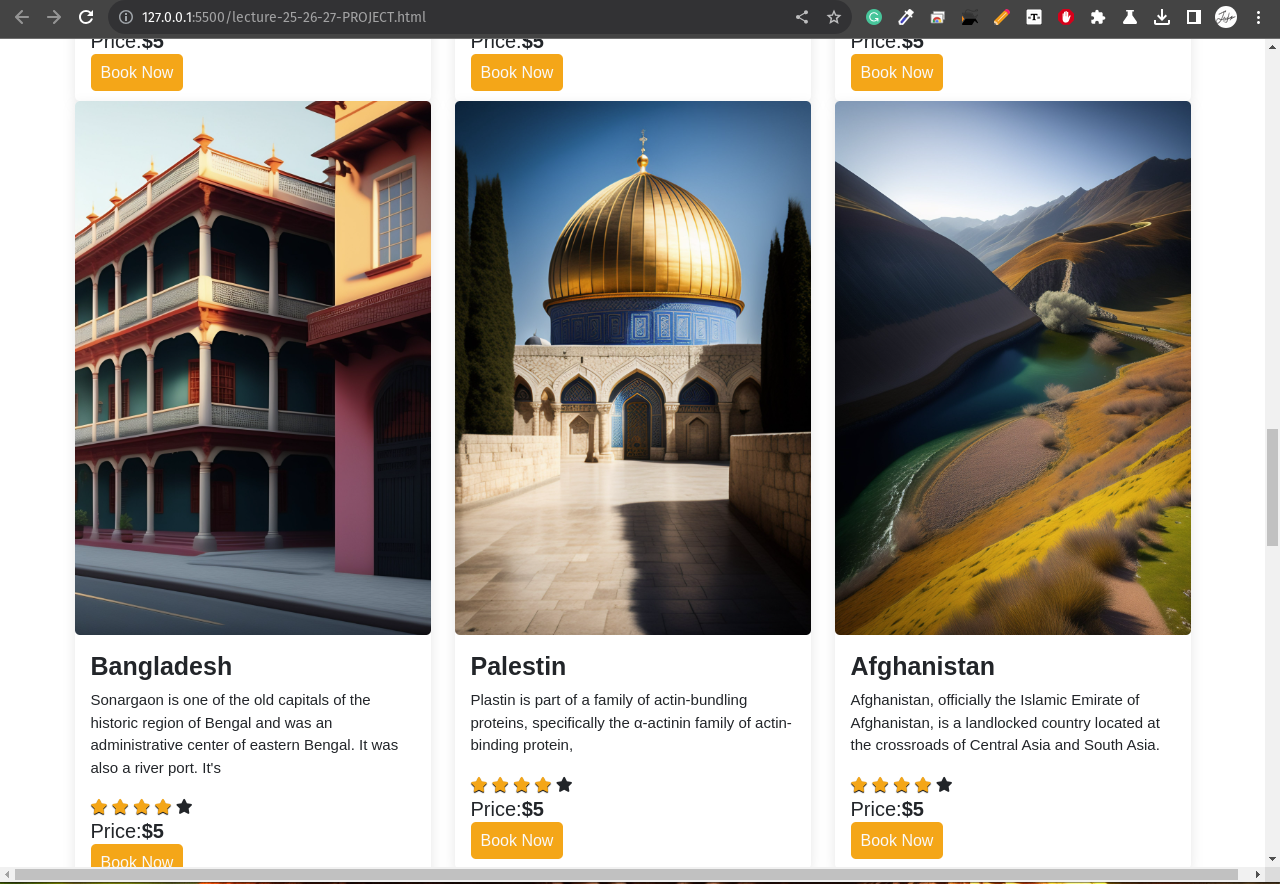 127.0.0.1:5500/lecture-25-26-27-PROJECT.html
Price:$5
Price:$5
Price:$5
Book Now
Book Now
Book Now
Bangladesh
Sonargaon is one of the old capitals of the
historic region of Bengal and was an
administrative center of eastern Bengal. It was
also a river port. It's
Price:$5
Book Now
Palestin
Plastin is part of a family of actin-bundling
proteins, specifically the α-actinin family of actin-
binding protein,
Price:$5
Book Now
Afghanistan
Afghanistan, officially the Islamic Emirate of
Afghanistan, is a landlocked country located at
the crossroads of Central Asia and South Asia.
Price:$5
Book Now